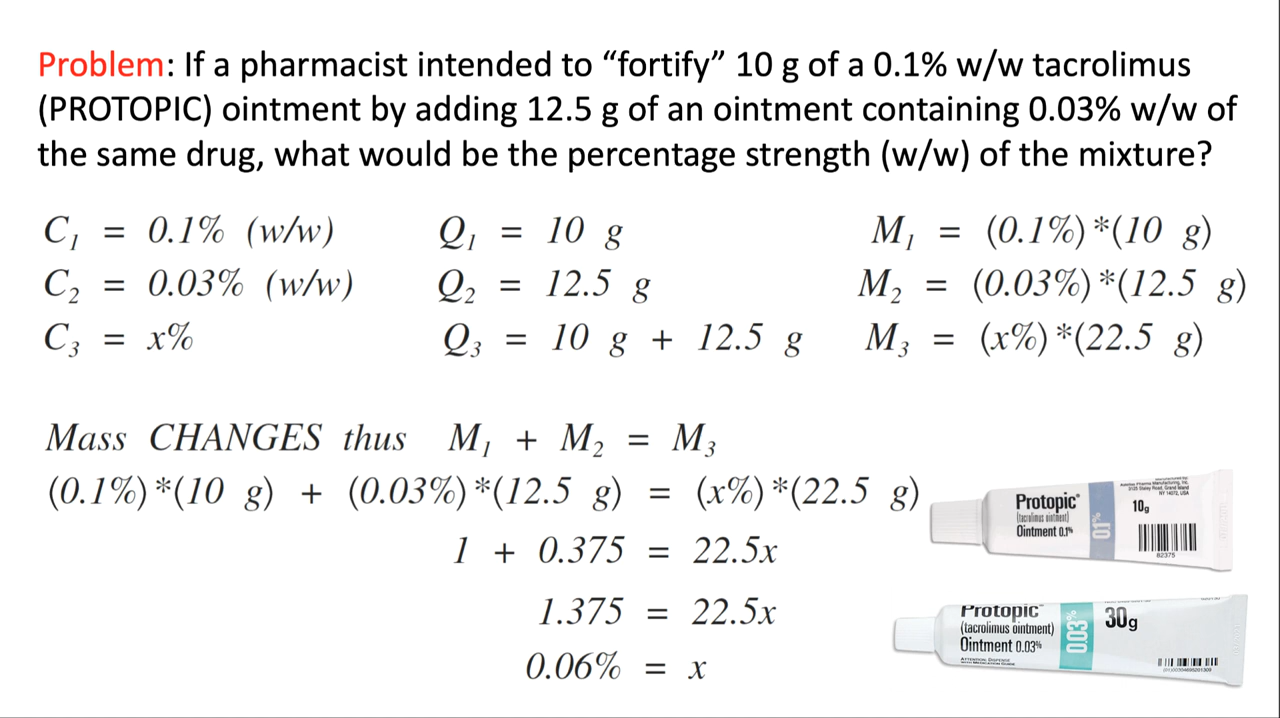 Problem: If a pharmacist intended to “fortify” 10 g of a 0.1% w/w tacrolimus
(PROTOPIC) ointment by adding 12.5 g of an ointment containing 0.03% w/w of
the same drug, what would be the percentage strength (w/w) of the mixture?
C₁ = 0.1% (w/w) Q₁ = 10 g M₁ = (0.1%)*(10 g)
C₂ = 0.03% (w/w) Q₂ = 12.5 g M₂ = (0.03%)*(12.5 g)
C₃ = x% Q₃ = 10 g + 12.5 g M₃ = (x%)*(22.5 g)
Mass CHANGES thus M₁ + M₂ = M₃
(0.1%)*(10 g) + (0.03%)*(12.5 g) = (x%)*(22.5 g)
1 + 0.375 = 22.5x
1.375 = 22.5x
0.06% = x
Protopic®
(tacrolimus ointment)
Ointment 0.1%
0.1%
10g
82375
Protopic
(tacrolimus ointment)
Ointment 0.03%
0.03%
30g